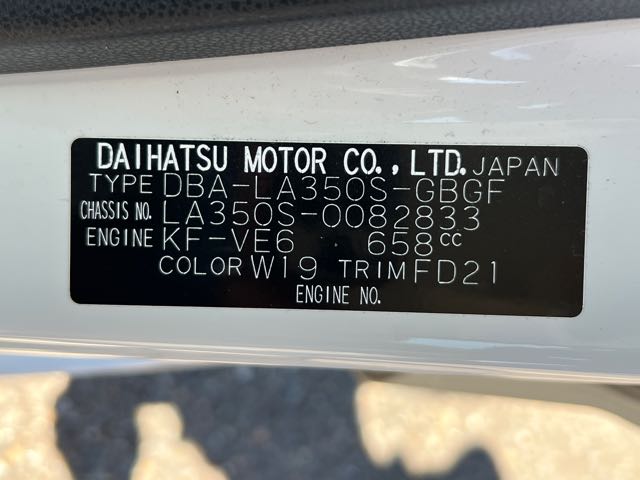 DAIHATSU MOTOR CO., LTD. JAPAN
TYPE DBA-LA350S-GBGF
CHASSIS NO. LA350S-0082833
ENGINE KF-VE6 658cc
COLOR W19 TRIM FD21
ENGINE NO.